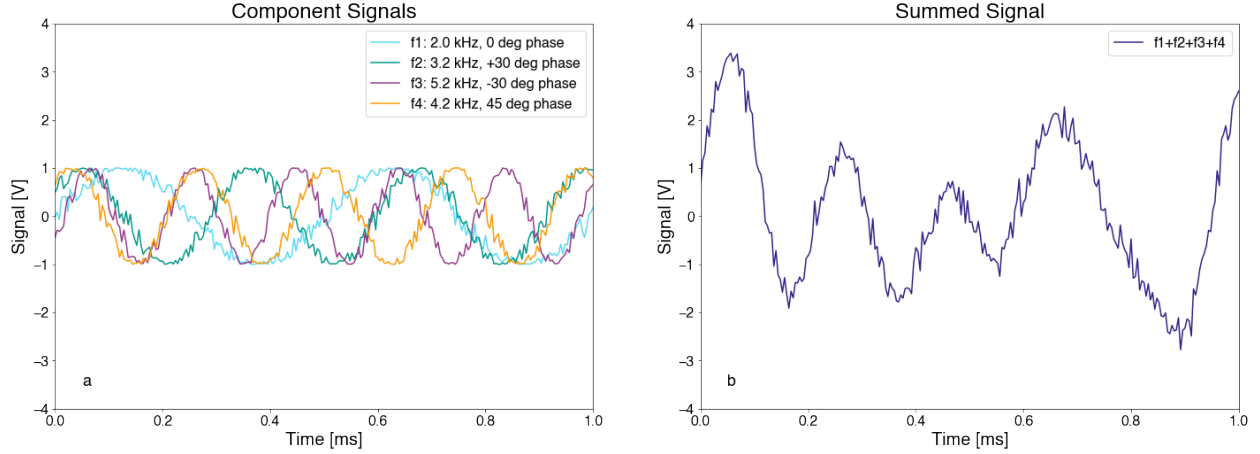 Component Signals
4
3
2
1
0
−1
−2
−3
−4
Signal [V]
f1: 2.0 kHz, 0 deg phase
f2: 3.2 kHz, +30 deg phase
f3: 5.2 kHz, -30 deg phase
f4: 4.2 kHz, 45 deg phase
a
0.0 0.2 0.4 0.6 0.8 1.0
Time [ms]
Summed Signal
4
3
2
1
0
−1
−2
−3
−4
Signal [V]
f1+f2+f3+f4
b
0.0 0.2 0.4 0.6 0.8 1.0
Time [ms]